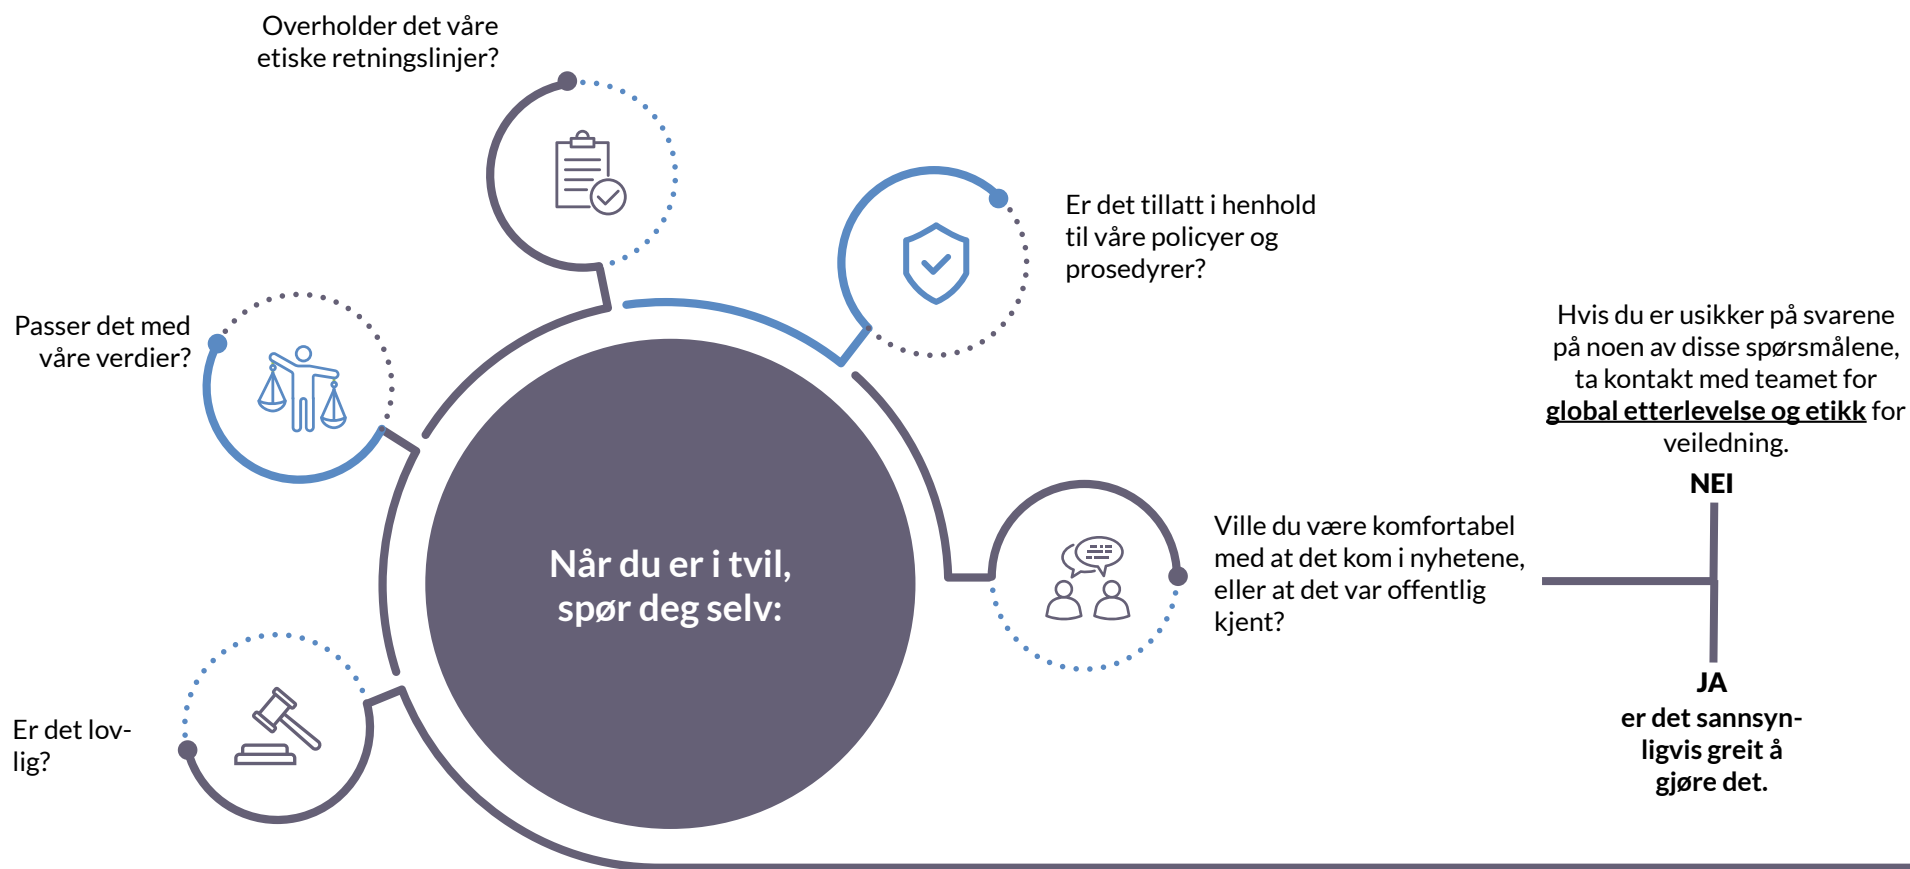 Overholder det våre
etiske retningslinjer?
Er det tillatt i henhold
til våre policyer og
prosedyrer?
Passer det med
våre verdier?
Hvis du er usikker på svarene
på noen av disse spørsmålene,
ta kontakt med teamet for
global etterlevelse og etikk for
veiledning.
NEI
Når du er i tvil,
spør deg selv:
Ville du være komfortabel
med at det kom i nyhetene,
eller at det var offentlig
kjent?
Er det lov-
lig?
JA
er det sannsyn-
ligvis greit å
gjøre det.